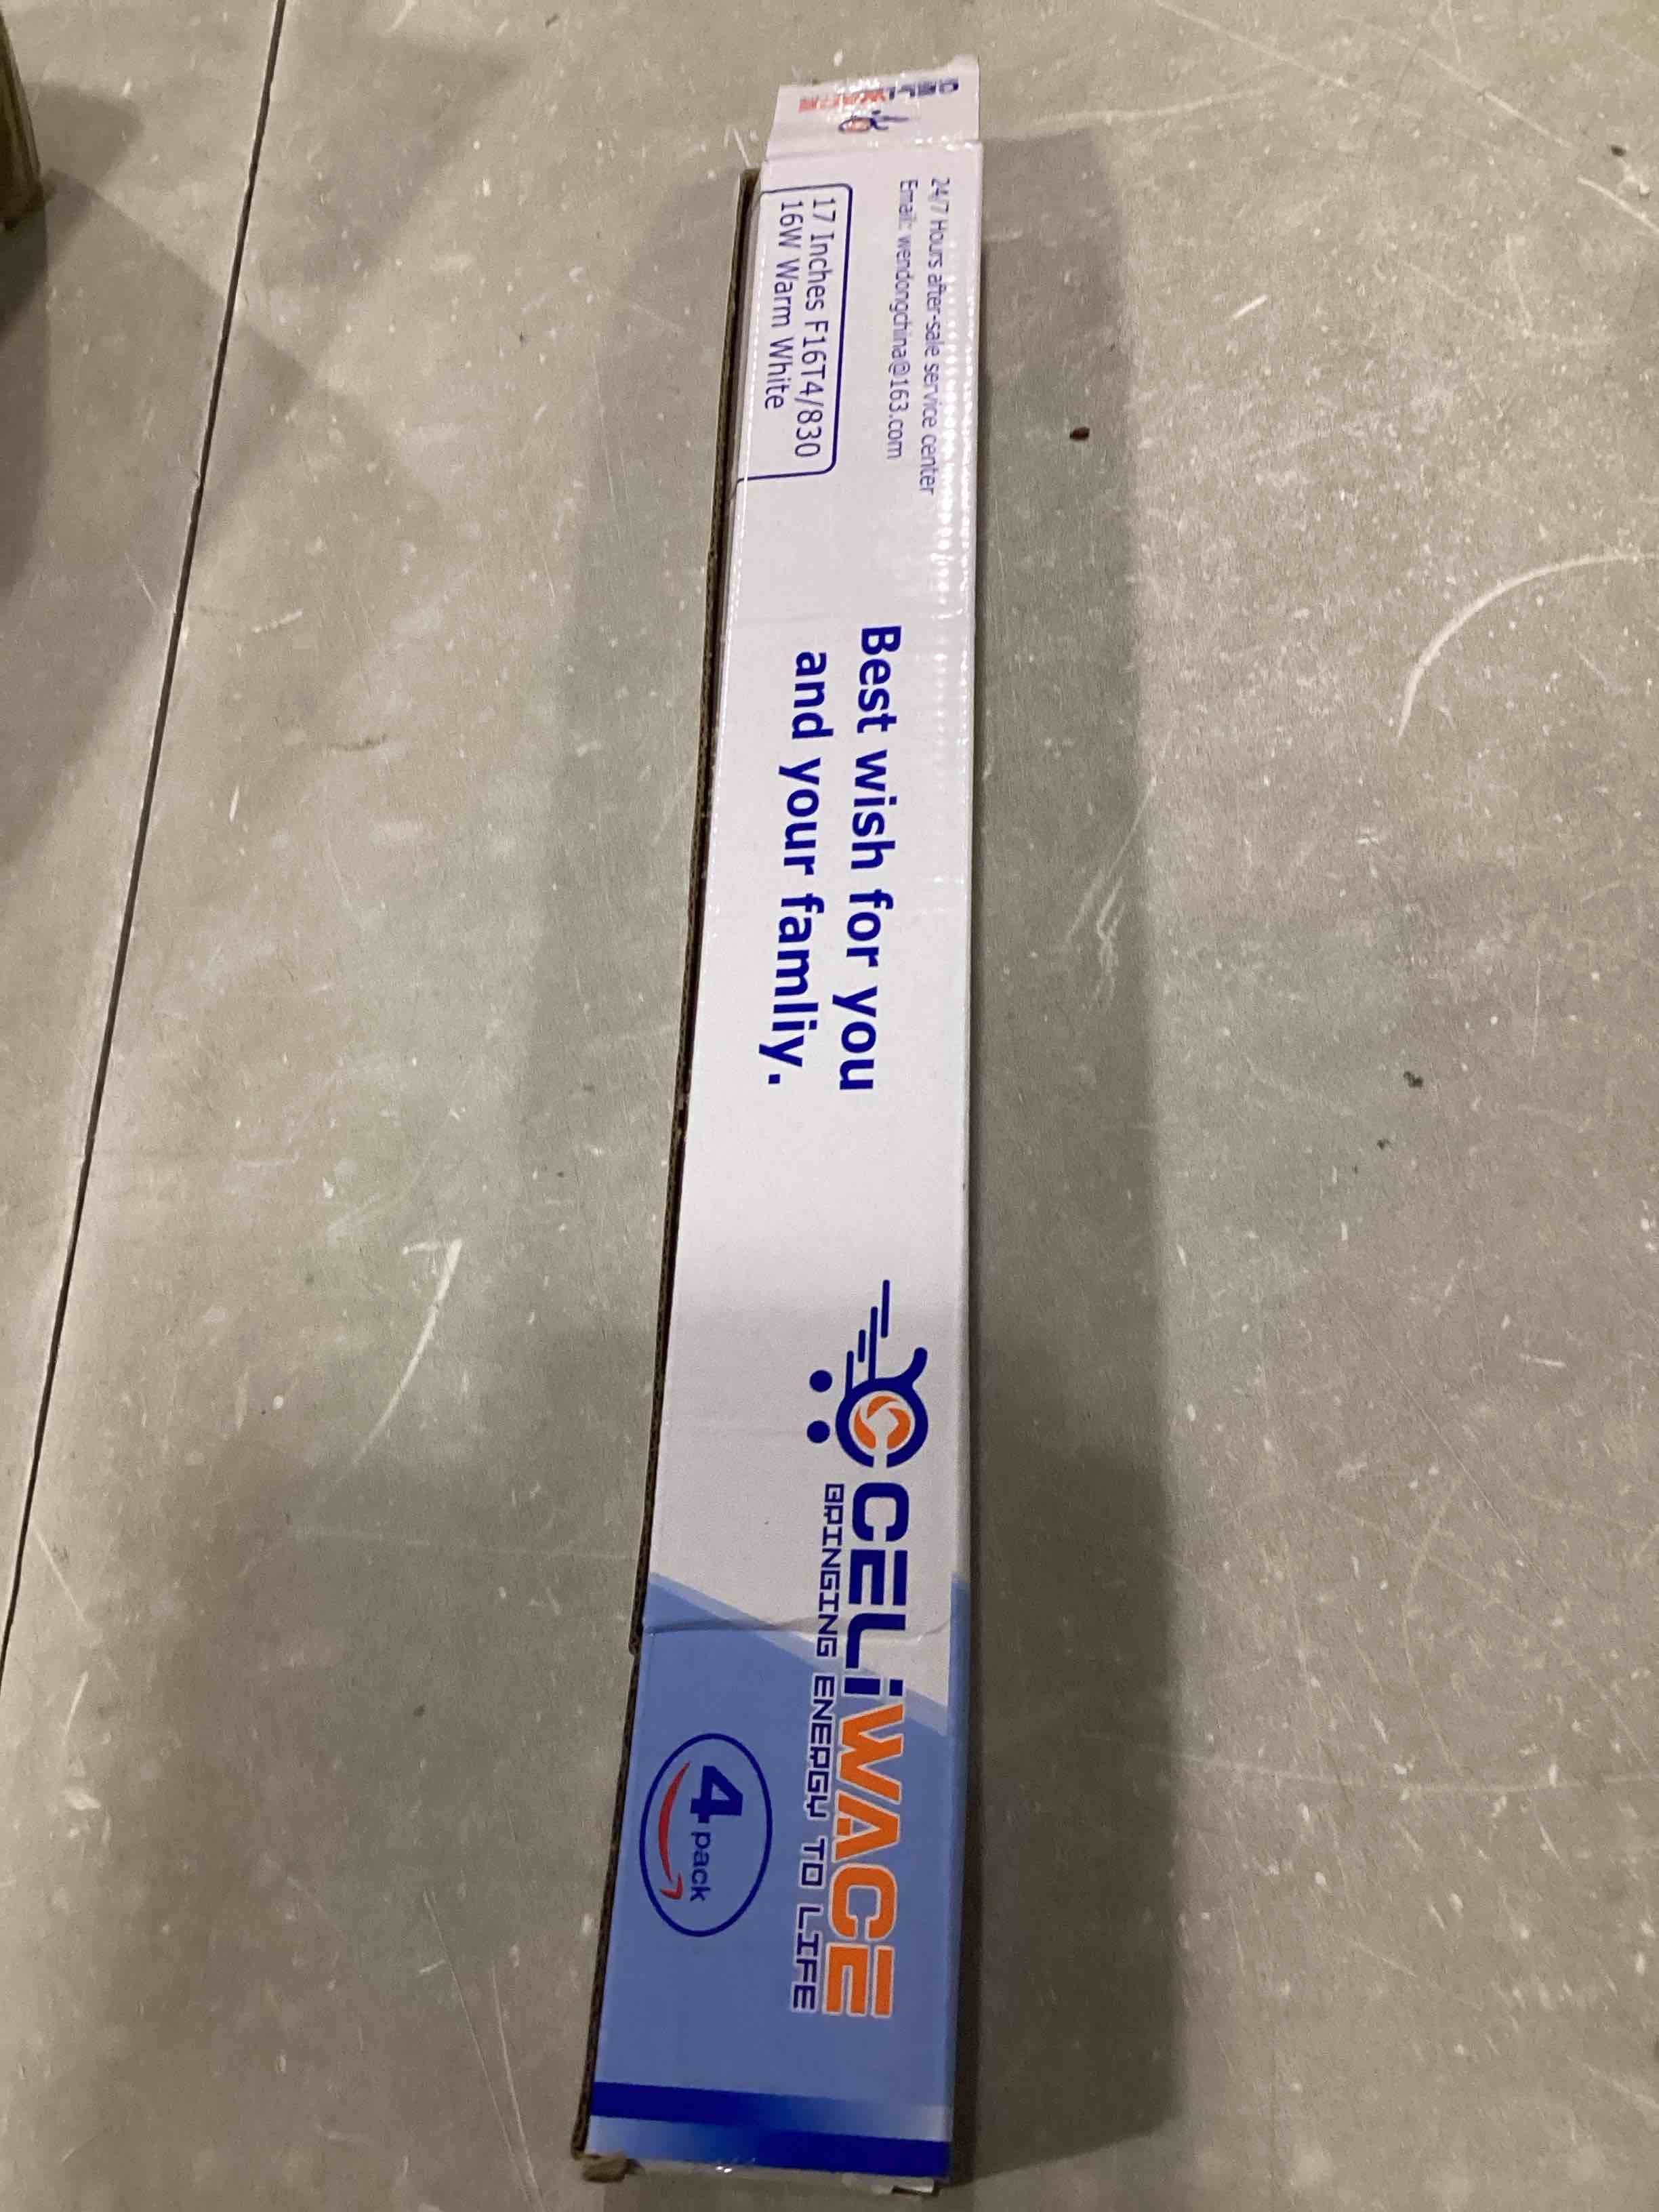 24/7 Hours after-sale service center
Email: wendongchina@163.com
17 Inches F16T4/830
16W Warm White
Best wish for you
and your famliy.
CELiWACE
BRINGING ENERGY TO LIFE
4 pack